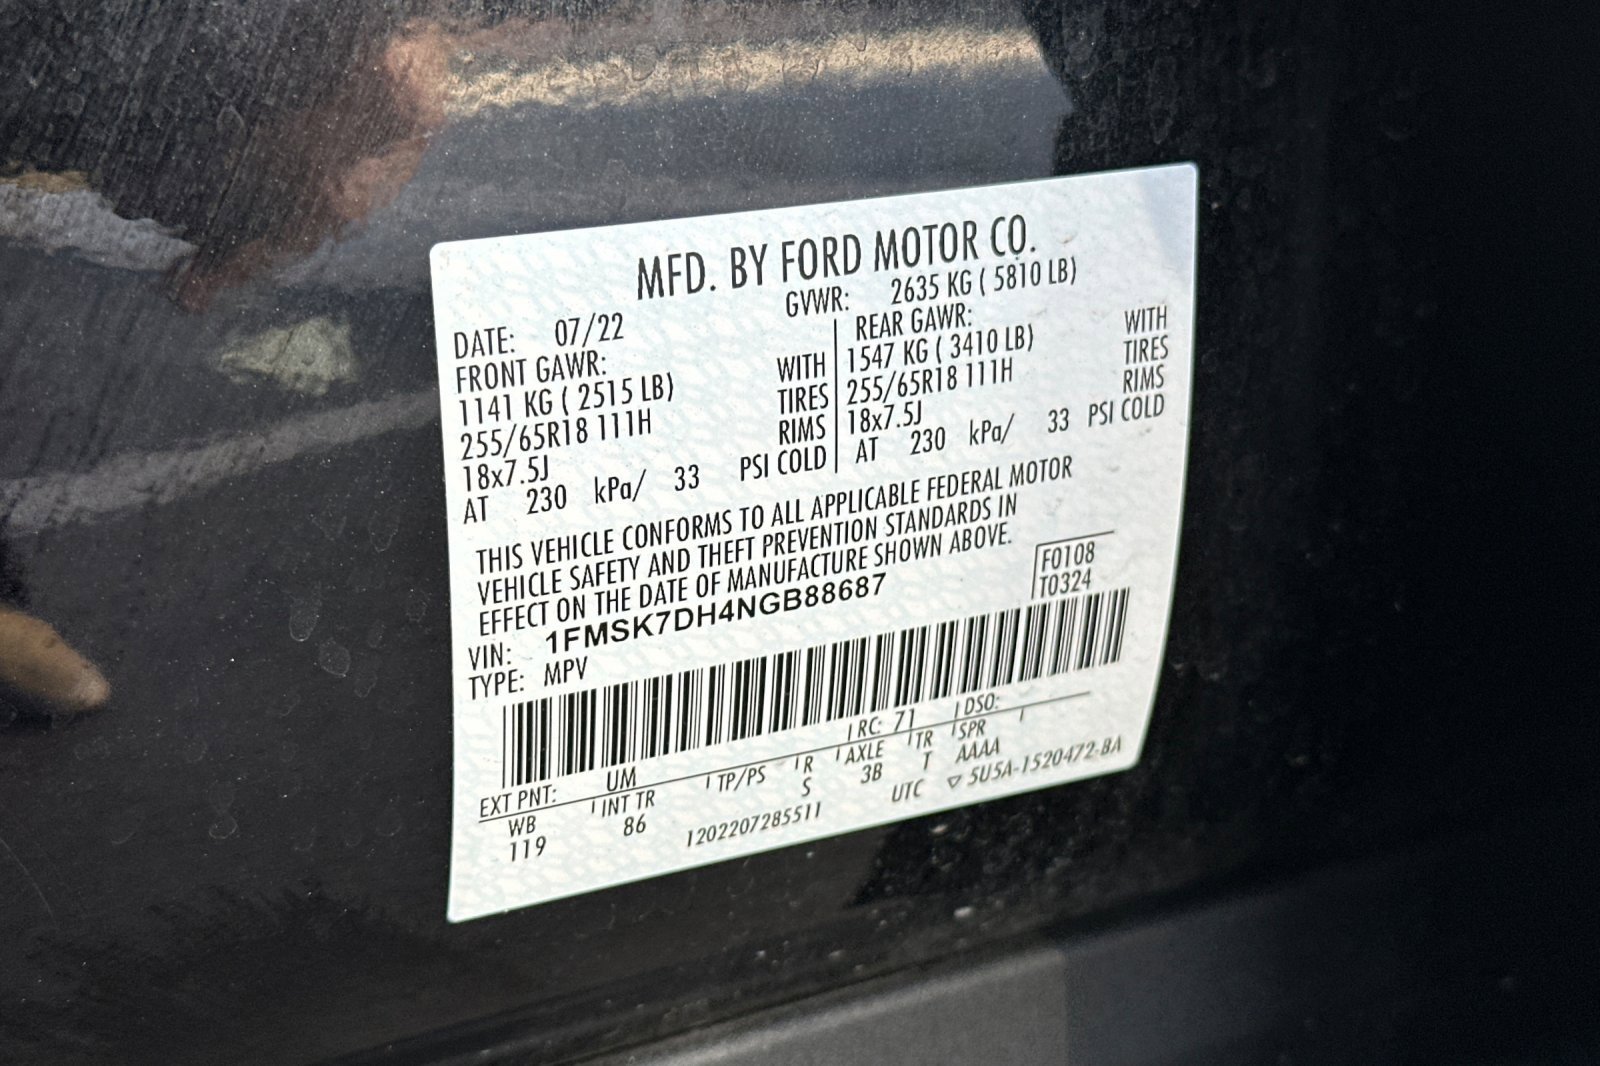 MFD. BY FORD MOTOR CO.
DATE: 07/22 GVWR: 2635 KG ( 5810 LB)
FRONT GAWR: REAR GAWR:
1141 KG ( 2515 LB) WITH 1547 KG ( 3410 LB) WITH
255/65R18 111H TIRES 255/65R18 111H TIRES
18x7.5J RIMS 18x7.5J RIMS
AT 230 kPa/ 33 PSI COLD AT 230 kPa/ 33 PSI COLD
THIS VEHICLE CONFORMS TO ALL APPLICABLE FEDERAL MOTOR
VEHICLE SAFETY AND THEFT PREVENTION STANDARDS IN
EFFECT ON THE DATE OF MANUFACTURE SHOWN ABOVE.
F0108
T0324
VIN: 1FMSK7DH4NGB88687
TYPE: MPV
EXT PNT: UM RC: 71 DSO:
WB INT TR TP/PS R AXLE TR SPR
119 86 S 3B T AAAA
1202207285511 UTC ▽ 5U5A-1520472-BA